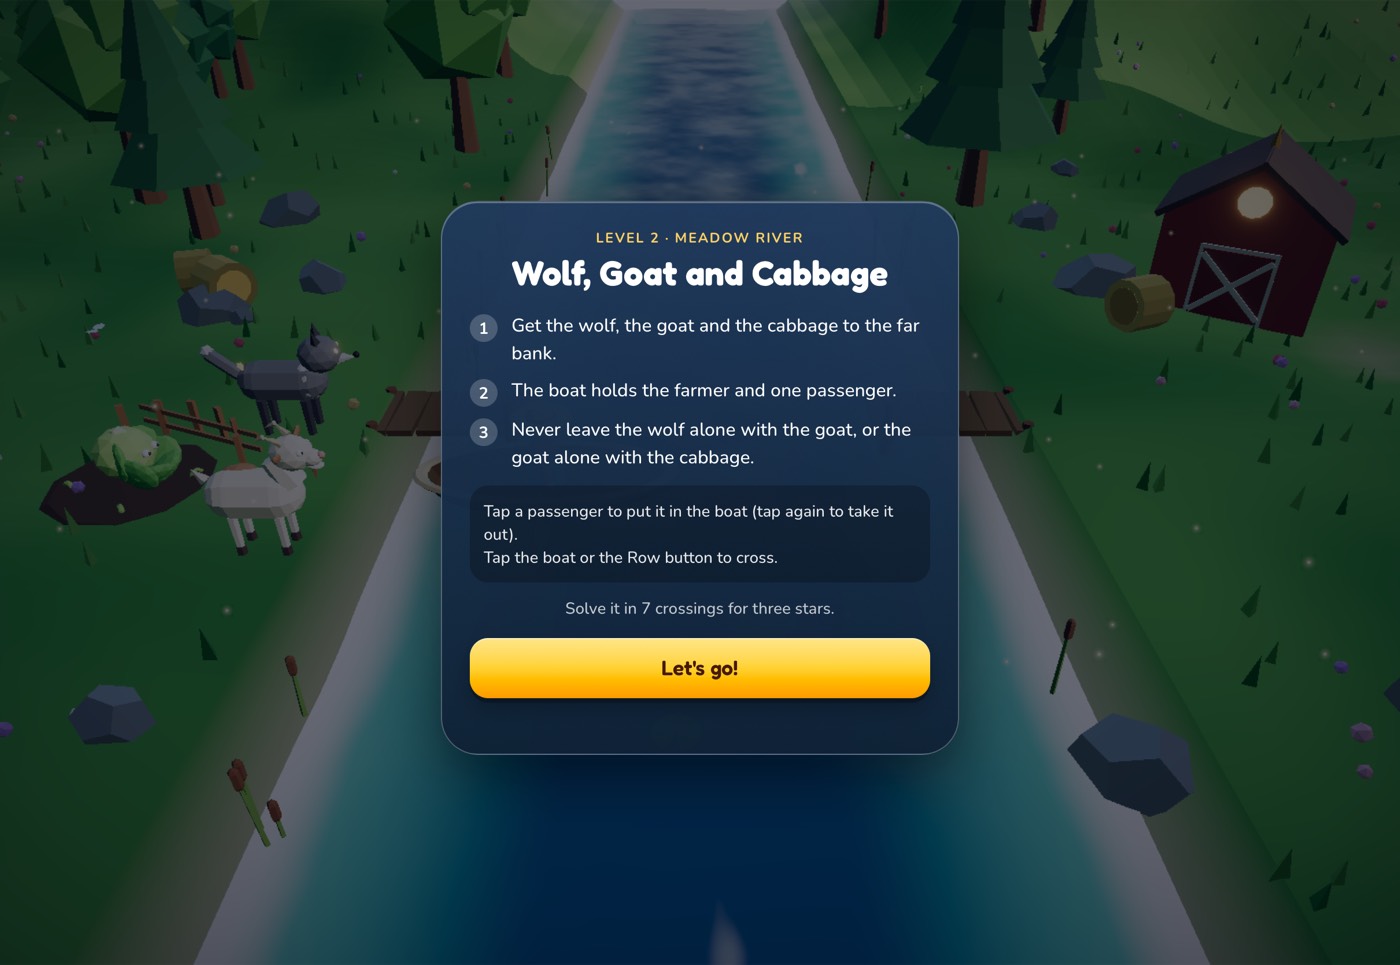 LEVEL 2 · MEADOW RIVER
Wolf, Goat and Cabbage
1 Get the wolf, the goat and the cabbage to the far
bank.
2 The boat holds the farmer and one passenger.
3 Never leave the wolf alone with the goat, or the
goat alone with the cabbage.
Tap a passenger to put it in the boat (tap again to take it
out).
Tap the boat or the Row button to cross.
Solve it in 7 crossings for three stars.
Let's go!